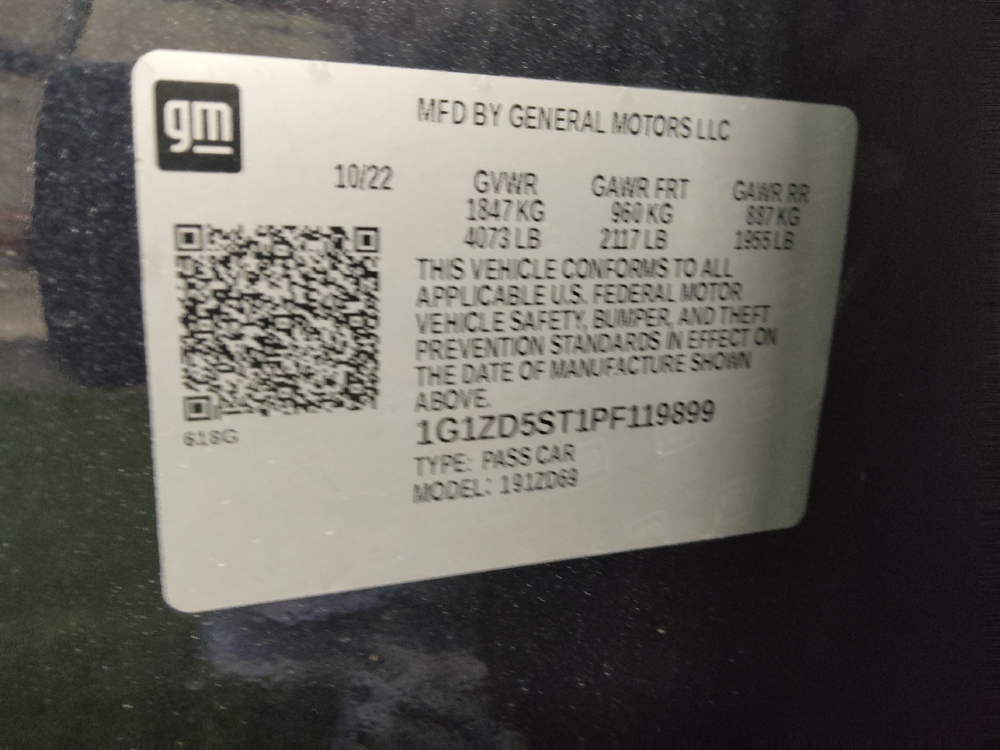 gm
MFD BY GENERAL MOTORS LLC
10/22 GVWR GAWR FRT GAWR RR
1847 KG 960 KG 887 KG
4073 LB 2117 LB 1955 LB
THIS VEHICLE CONFORMS TO ALL
APPLICABLE U.S. FEDERAL MOTOR
VEHICLE SAFETY, BUMPER, AND THEFT
PREVENTION STANDARDS IN EFFECT ON
THE DATE OF MANUFACTURE SHOWN
ABOVE.
1G1ZD5ST1PF119899
618G
TYPE: PASS CAR
MODEL: 191ZD69